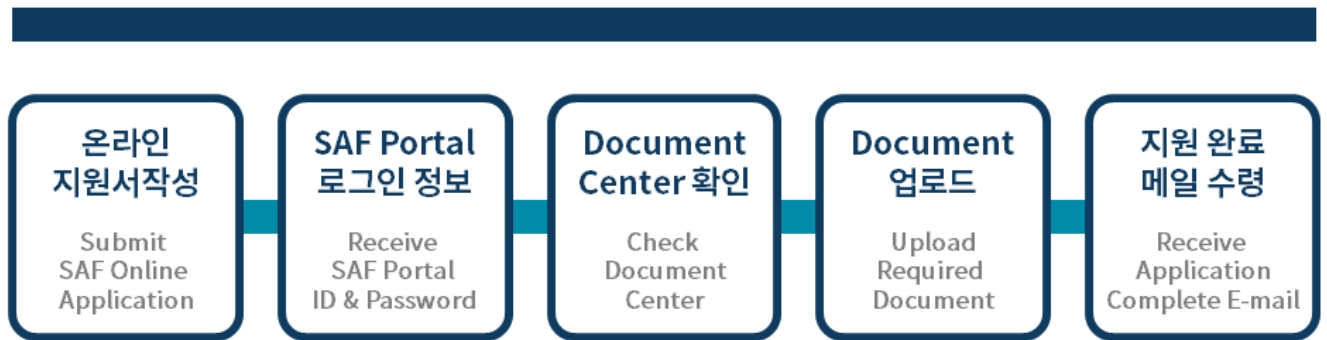 온라인
지원서작성
Submit
SAF Online
Application
SAF Portal
로그인 정보
Receive
SAF Portal
ID & Password
Document
Center 확인
Check
Document
Center
Document
업로드
Upload
Required
Document
지원 완료
메일 수령
Receive
Application
Complete E-mail